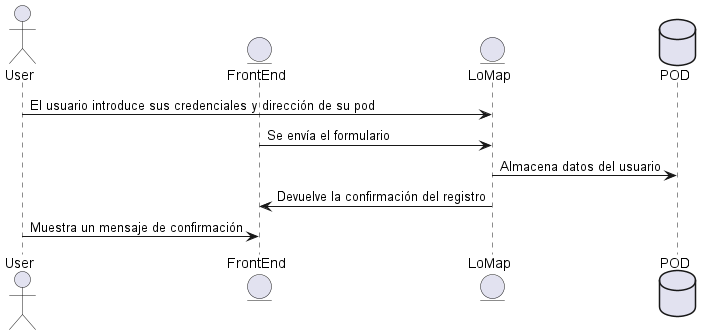 User
FrontEnd
LoMap
POD
El usuario introduce sus credenciales y dirección de su pod
Se envía el formulario
Almacena datos del usuario
Devuelve la confirmación del registro
Muestra un mensaje de confirmación
User
FrontEnd
LoMap
POD